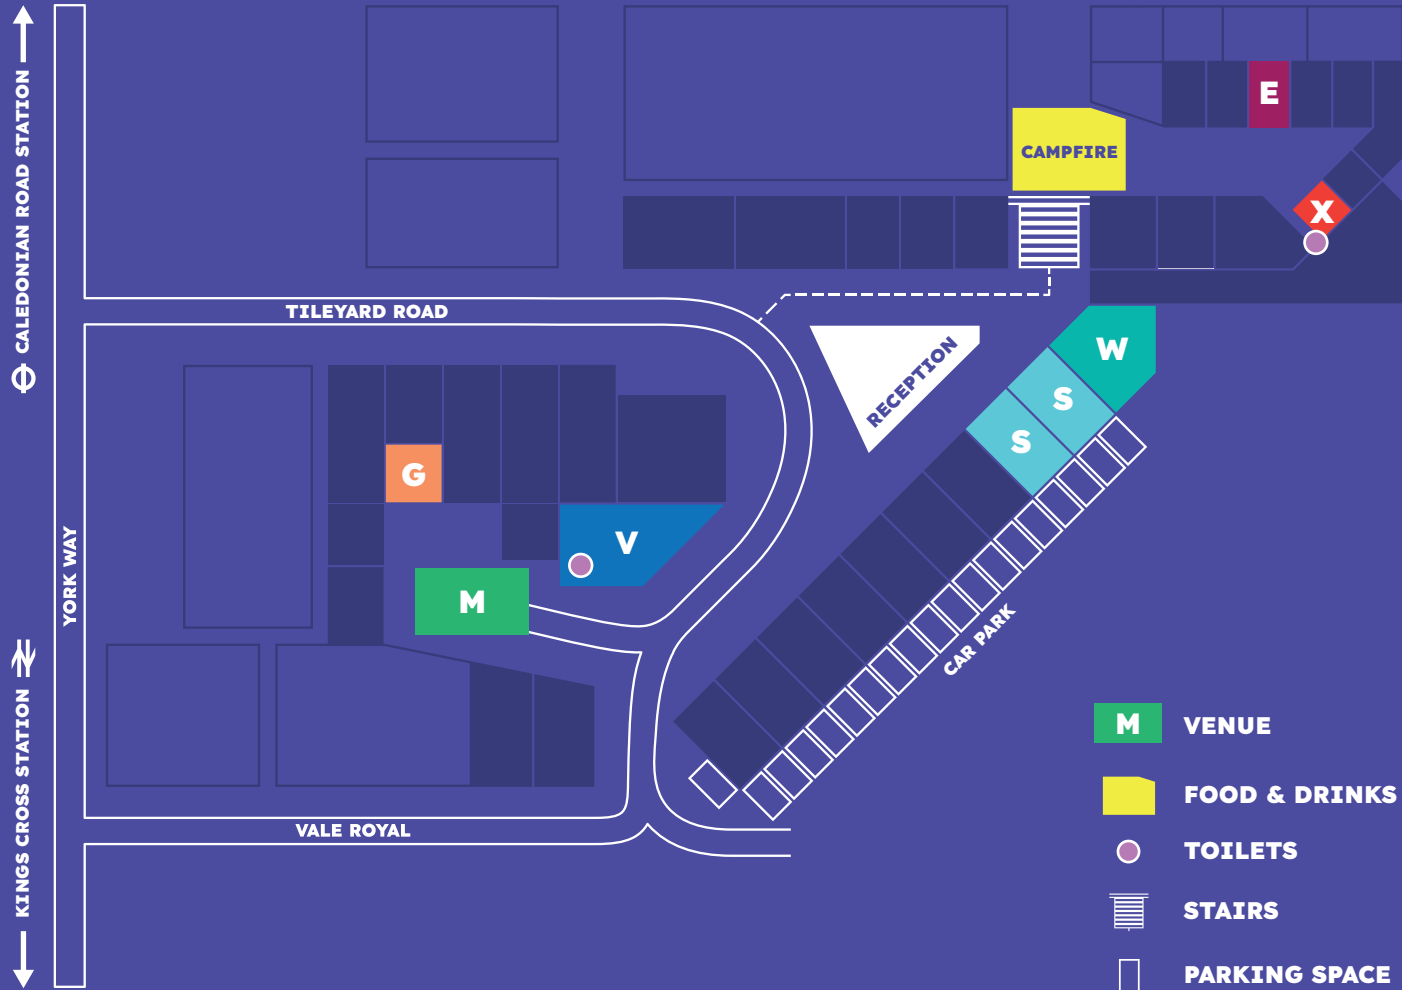 CALEDONIAN ROAD STATION
KINGS CROSS STATION
YORK WAY
TILEYARD ROAD
VALE ROYAL
E
CAMPFIRE
X
RECEPTION
W
S
S
G
V
M
CAR PARK
M VENUE
FOOD & DRINKS
TOILETS
STAIRS
PARKING SPACE